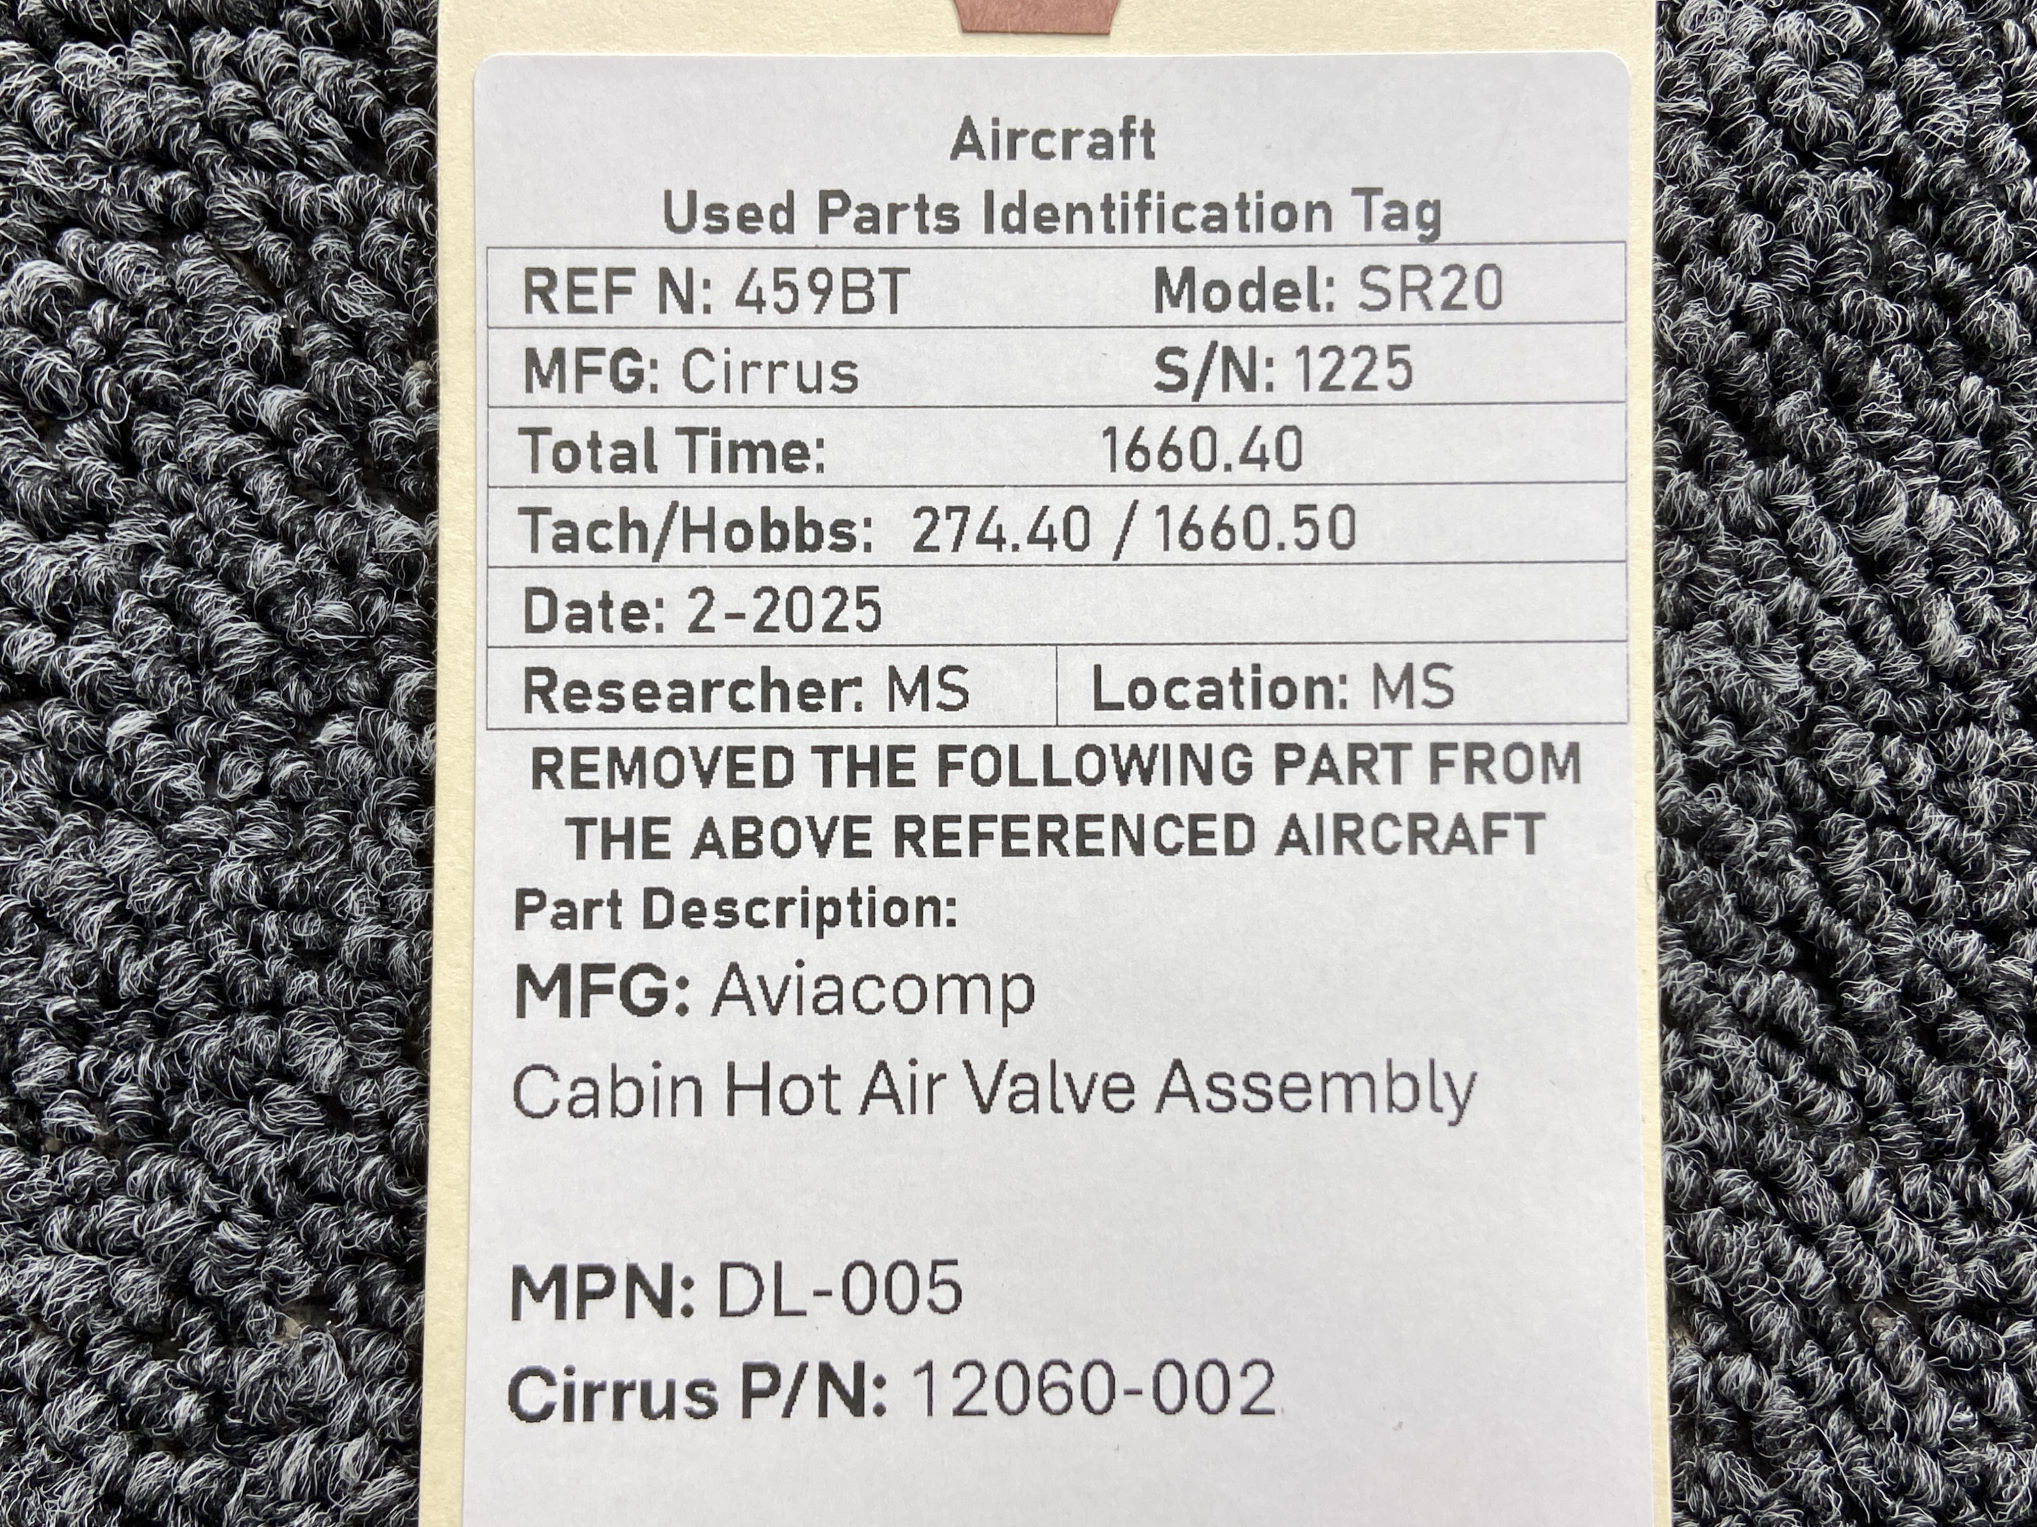 Aircraft
Used Parts Identification Tag
REF N: 459BT Model: SR20
MFG: Cirrus S/N: 1225
Total Time: 1660.40
Tach/Hobbs: 274.40 / 1660.50
Date: 2-2025
Researcher: MS Location: MS
REMOVED THE FOLLOWING PART FROM
THE ABOVE REFERENCED AIRCRAFT
Part Description:
MFG: Aviacomp
Cabin Hot Air Valve Assembly
MPN: DL-005
Cirrus P/N: 12060-002